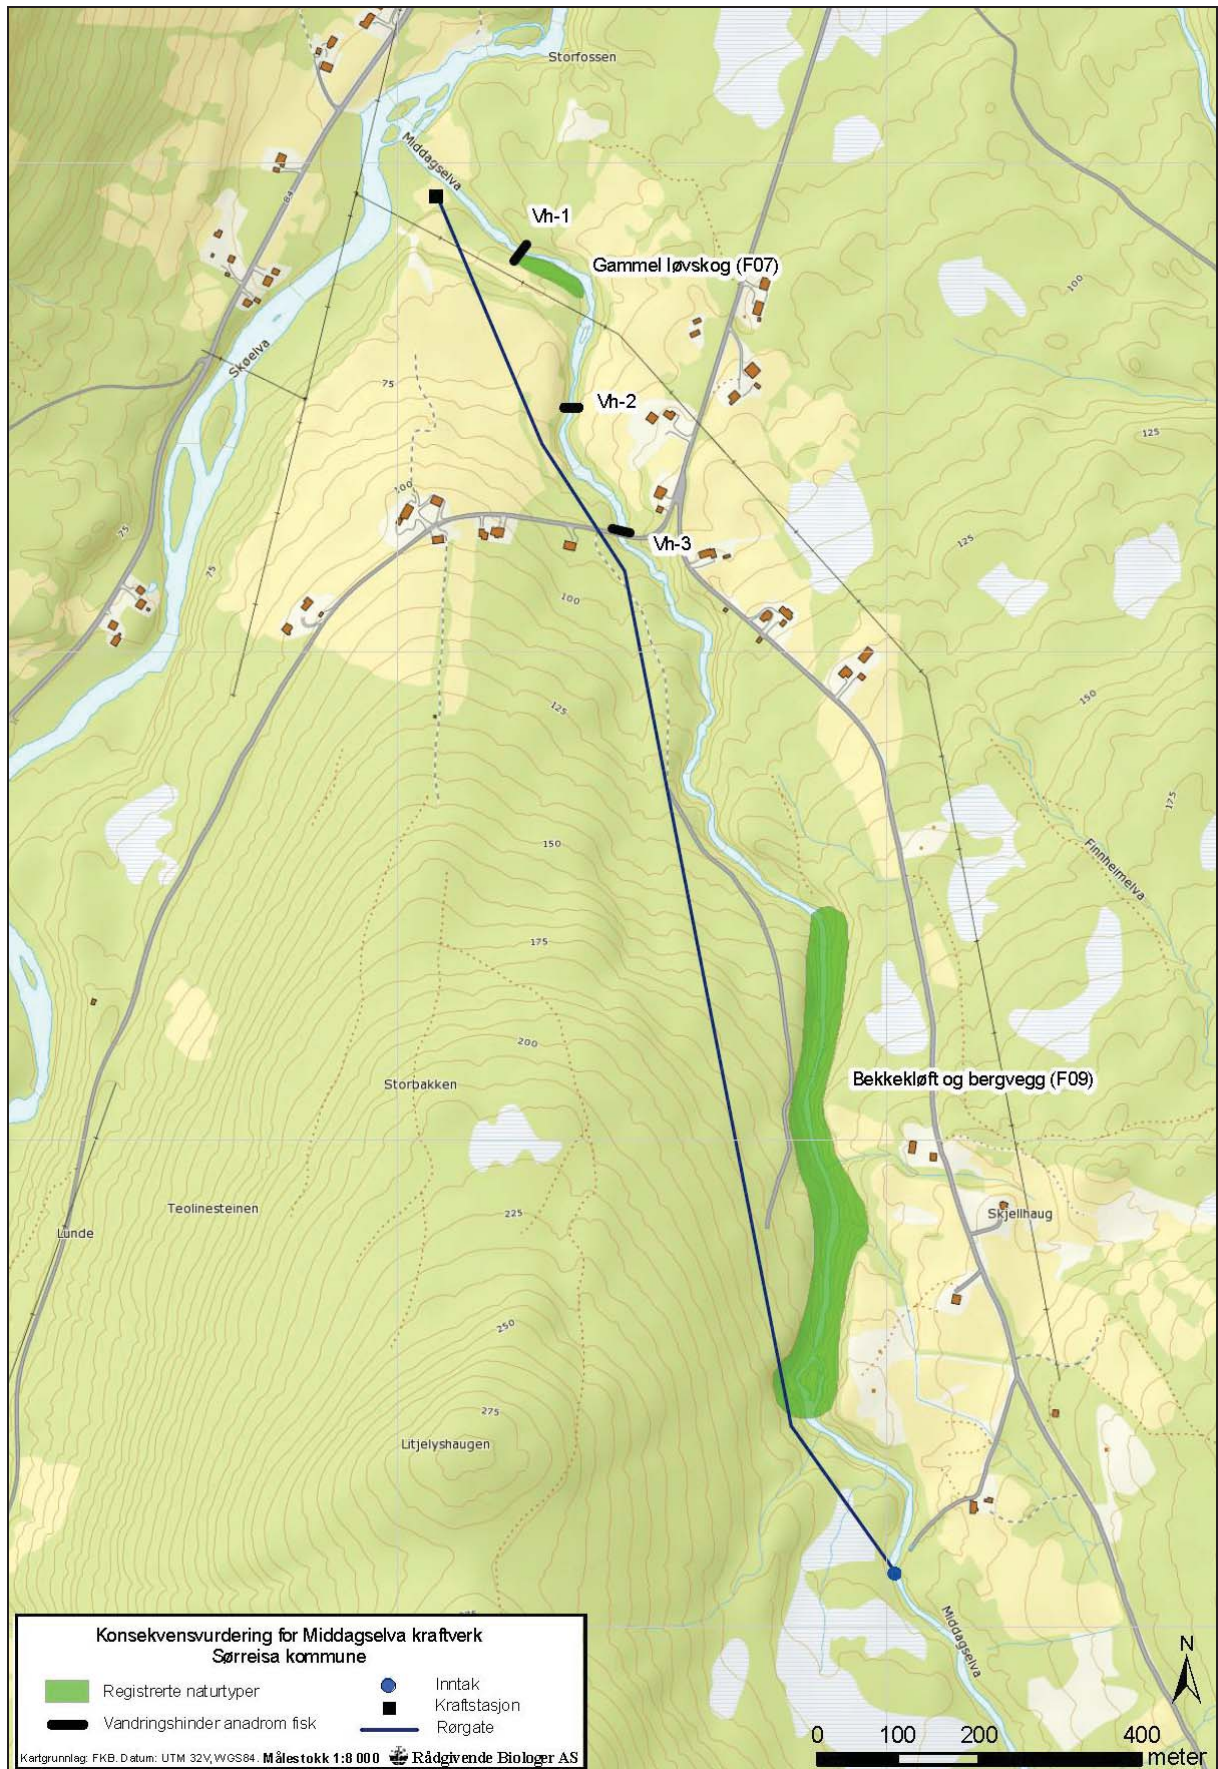 Storfossen
Middagselva
84
Vh-1
Gammel løvskog (F07)
100
Skøelva
75
Vh-2
125
100
75
Vh-3
125
75
100
150
125
175
150
Finnheimelva
175
200
Bekkekløft og bergvegg (F09)
Storbakken
Teolinesteinen
225
Skjellhaug
Lunde
250
275
Litjelyshaugen
Middagselva
Konsekvensvurdering for Middagselva kraftverk
Sørreisa kommune
Registrerte naturtyper
Vandringshinder anadrom fisk
Inntak
Kraftstasjon
Rørgate
Kartgrunnlag: FKB. Datum: UTM 32V, WGS84. Målestokk 1:8 000 Rådgivende Biologer AS
N
0 100 200 400
meter